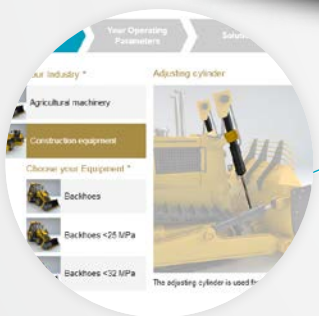 Your Operating
Parameters
Solution
our Industry *
Adjusting cylinder
Agricultural machinery
Construction equipment
Choose your Equipment *
Backhoes
Backhoes <25 MPa
Backhoes <32 MPa
The adjusting cylinder is used